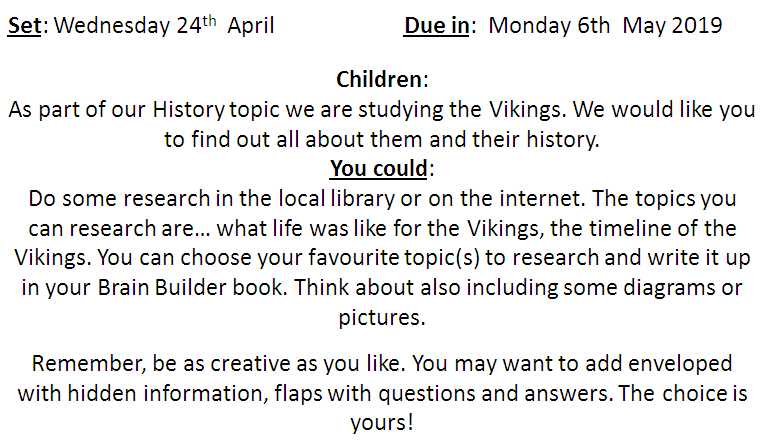 Set: Wednesday 24th April Due in: Monday 6th May 2019
Children:
As part of our History topic we are studying the Vikings. We would like you
to find out all about them and their history.
You could:
Do some research in the local library or on the internet. The topics you
can research are... what life was like for the Vikings, the timeline of the
Vikings. You can choose your favourite topic(s) to research and write it up
in your Brain Builder book. Think about also including some diagrams or
pictures.
Remember, be as creative as you like. You may want to add enveloped
with hidden information, flaps with questions and answers. The choice is
yours!